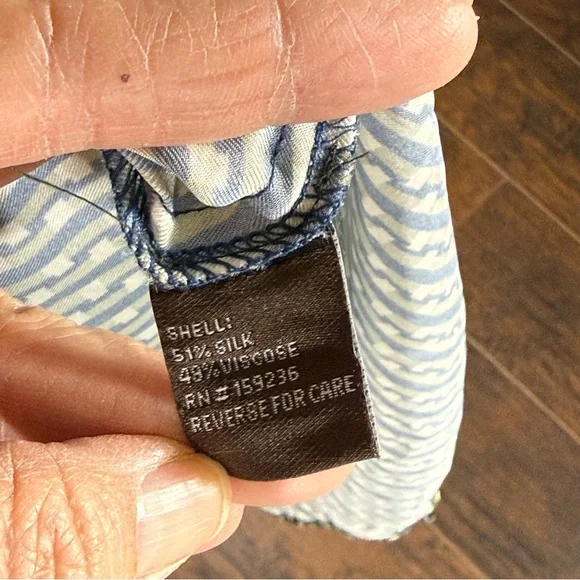 SHELL:
51% SILK
49% VISCOSE
RN # 159236
REVERSE FOR CARE